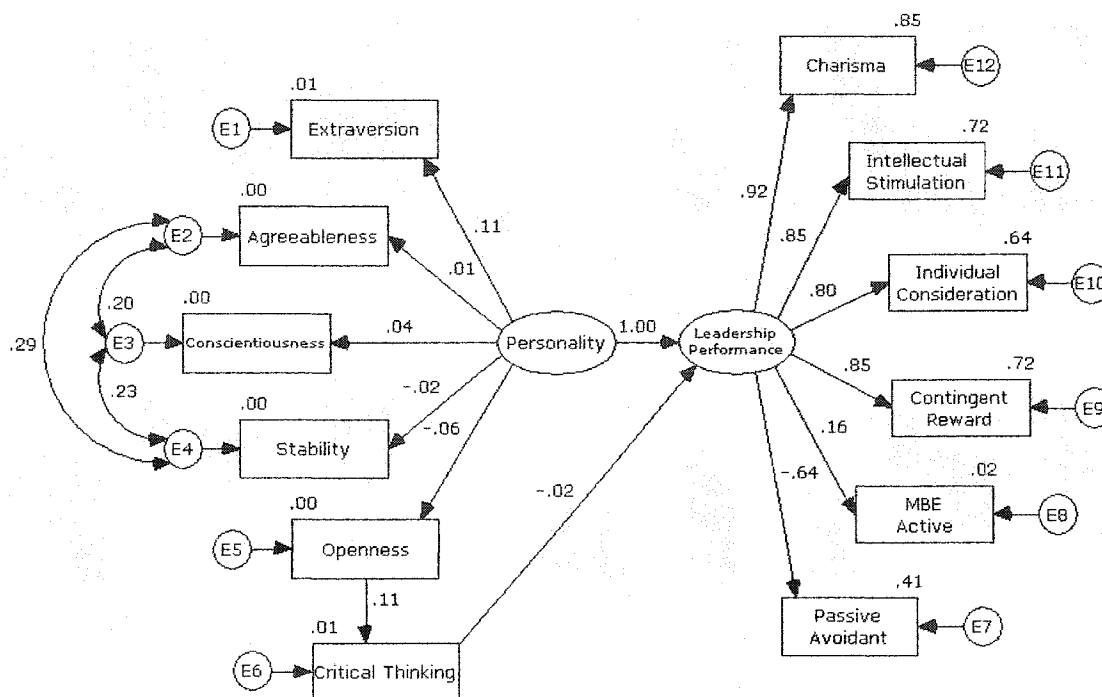 .85
Charisma
E12
.01
E1
Extraversion
.72
Intellectual
Stimulation
E11
.92
.00
E2
Agreeableness
.11
.85
.01
.64
Individual
Consideration
E10
.80
.20
.00
E3
Conscientiousness
.04
Personality
1.00
Leadership
Performance
.29
.23
.00
-.02
.85
.72
Contingent
Reward
E9
E4
Stability
-.06
.16
-.64
.02
-.02
MBE
Active
E8
.00
E5
Openness
.11
.41
Passive
Avoidant
E7
.01
E6
Critical Thinking